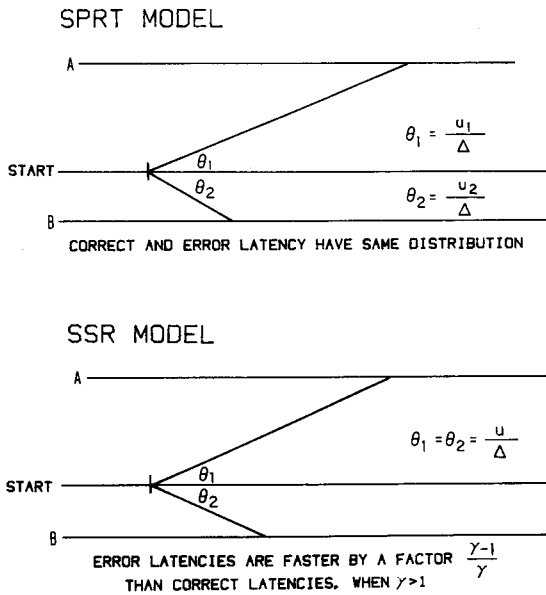 SPRT MODEL
A
θ₁ = u₁/Δ
θ₁
START
θ₂
θ₂ = u₂/Δ
B
CORRECT AND ERROR LATENCY HAVE SAME DISTRIBUTION
SSR MODEL
A
θ₁ = θ₂ = u/Δ
θ₁
START
θ₂
B
ERROR LATENCIES ARE FASTER BY A FACTOR γ-1/γ
THAN CORRECT LATENCIES. WHEN γ>1